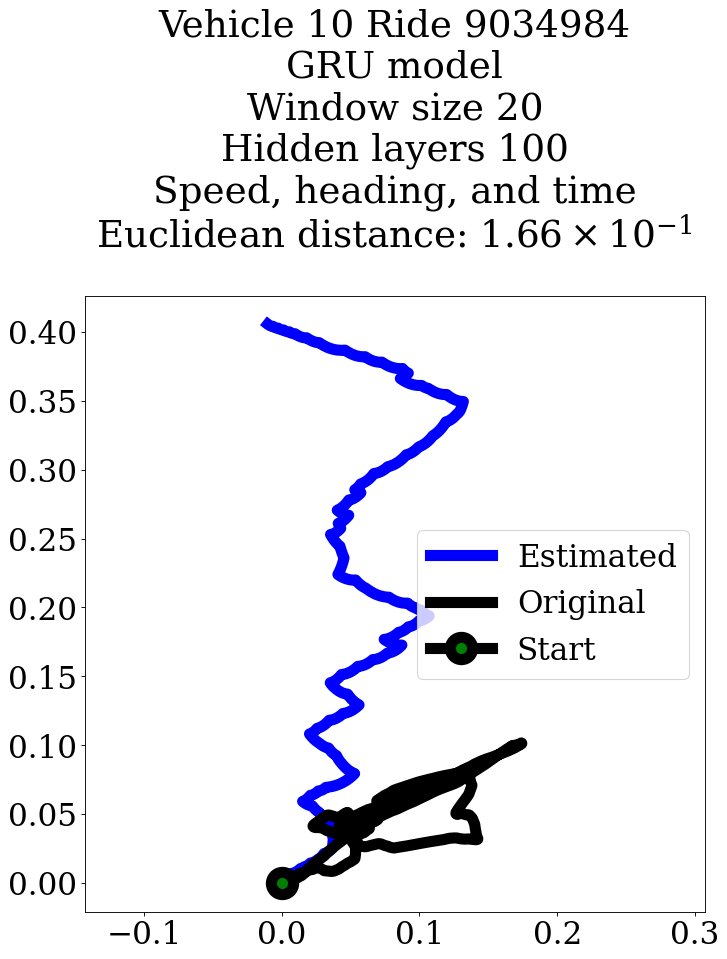 Vehicle 10 Ride 9034984
GRU model
Window size 20
Hidden layers 100
Speed, heading, and time
Euclidean distance: 1.66 × 10⁻¹
0.40
0.35
0.30
0.25
0.20
0.15
0.10
0.05
0.00
Estimated
Original
Start
−0.1
0.0
0.1
0.2
0.3